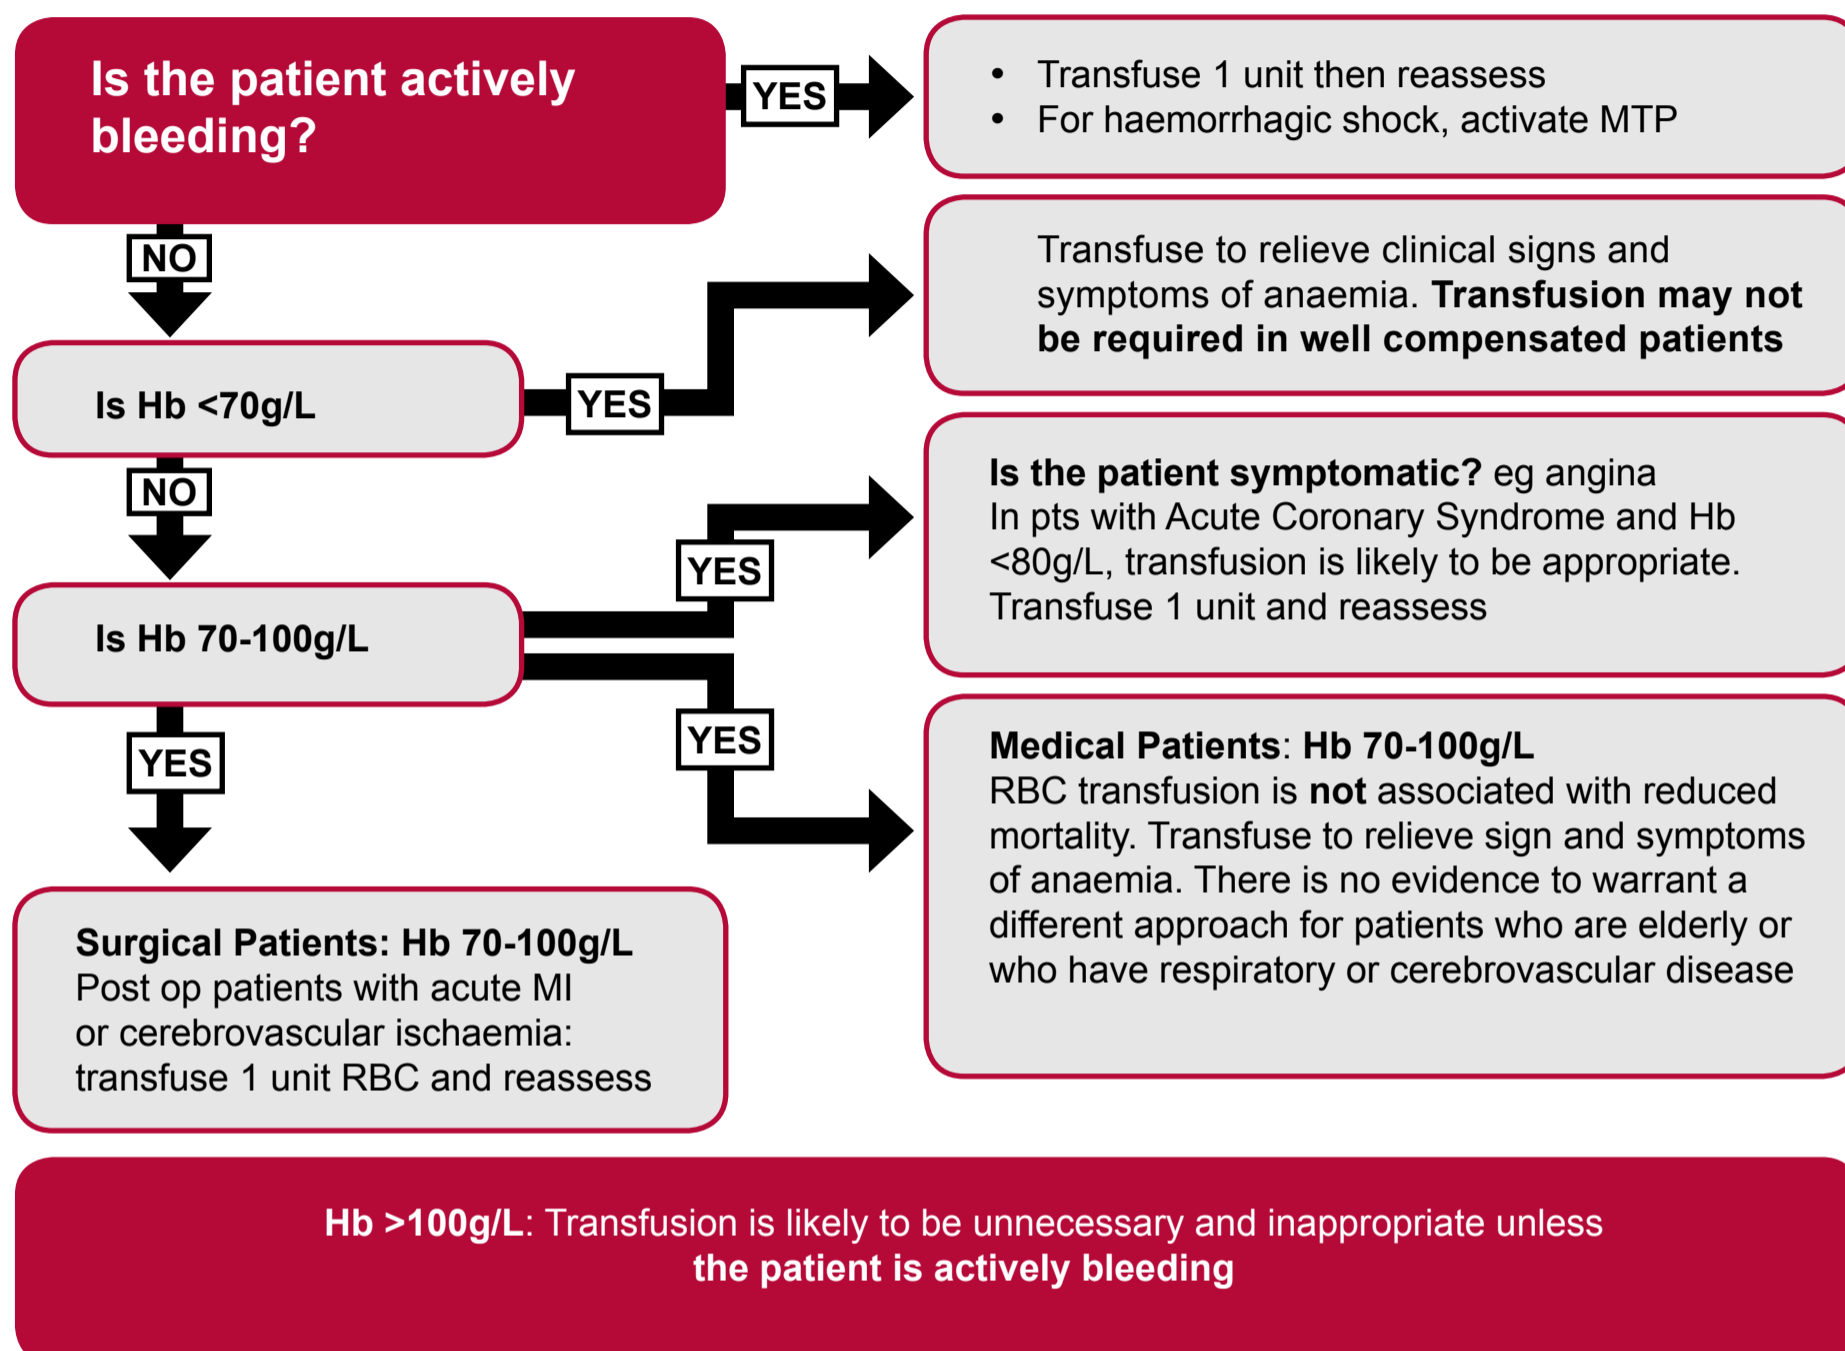 Is the patient actively
bleeding?
YES
• Transfuse 1 unit then reassess
• For haemorrhagic shock, activate MTP
NO
Transfuse to relieve clinical signs and
symptoms of anaemia. Transfusion may not
be required in well compensated patients
Is Hb <70g/L
YES
NO
Is the patient symptomatic? eg angina
In pts with Acute Coronary Syndrome and Hb
<80g/L, transfusion is likely to be appropriate.
Transfuse 1 unit and reassess
YES
Is Hb 70-100g/L
YES
YES
Medical Patients: Hb 70-100g/L
RBC transfusion is not associated with reduced
mortality. Transfuse to relieve sign and symptoms
of anaemia. There is no evidence to warrant a
different approach for patients who are elderly or
who have respiratory or cerebrovascular disease
Surgical Patients: Hb 70-100g/L
Post op patients with acute MI
or cerebrovascular ischaemia:
transfuse 1 unit RBC and reassess
Hb >100g/L: Transfusion is likely to be unnecessary and inappropriate unless
the patient is actively bleeding